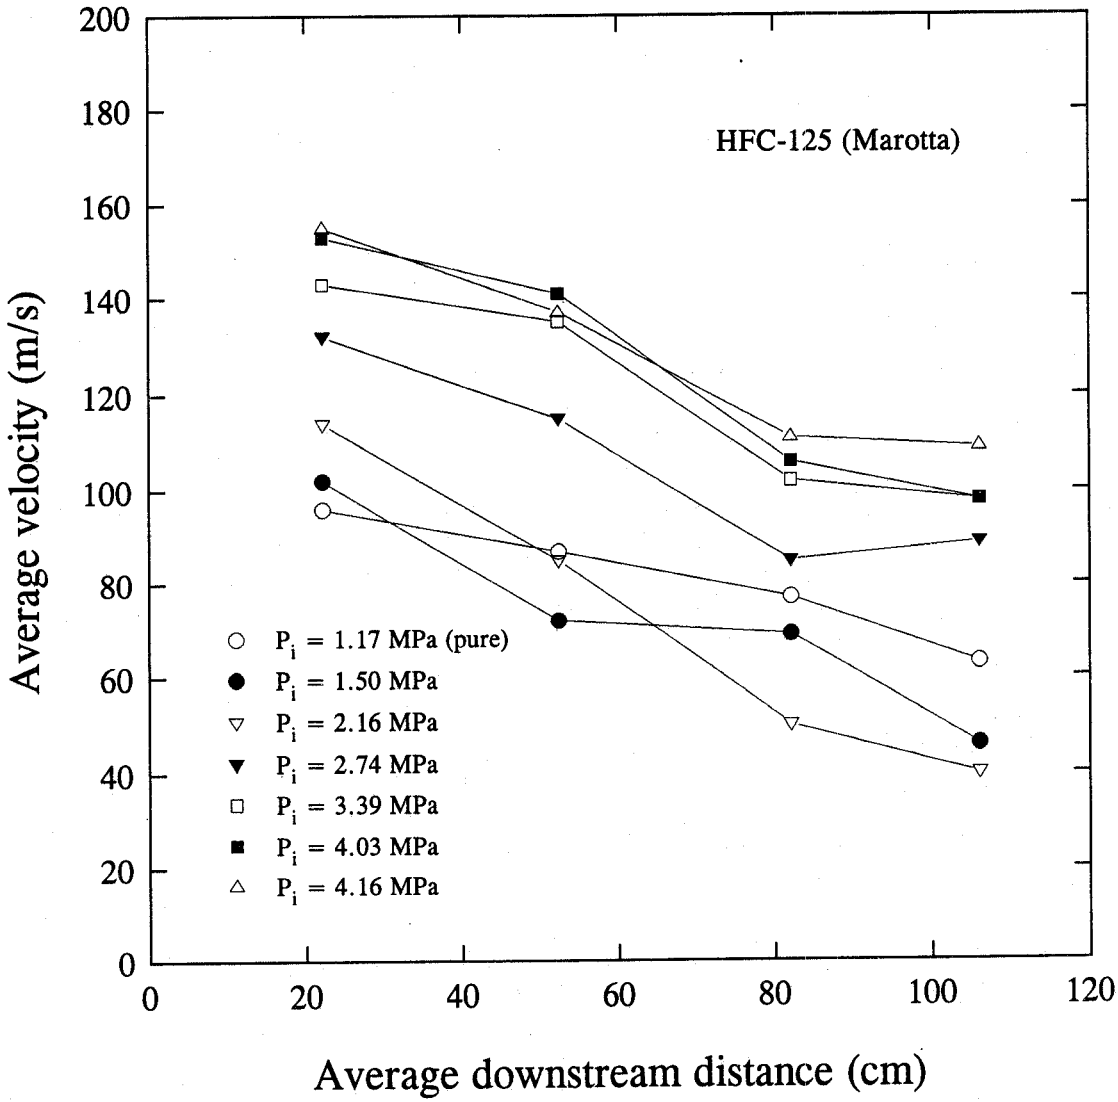 200
180
160
140
120
100
80
60
40
20
0
Average velocity (m/s)
HFC-125 (Marotta)
P_i = 1.17 MPa (pure)
P_i = 1.50 MPa
P_i = 2.16 MPa
P_i = 2.74 MPa
P_i = 3.39 MPa
P_i = 4.03 MPa
P_i = 4.16 MPa
0 20 40 60 80 100 120
Average downstream distance (cm)